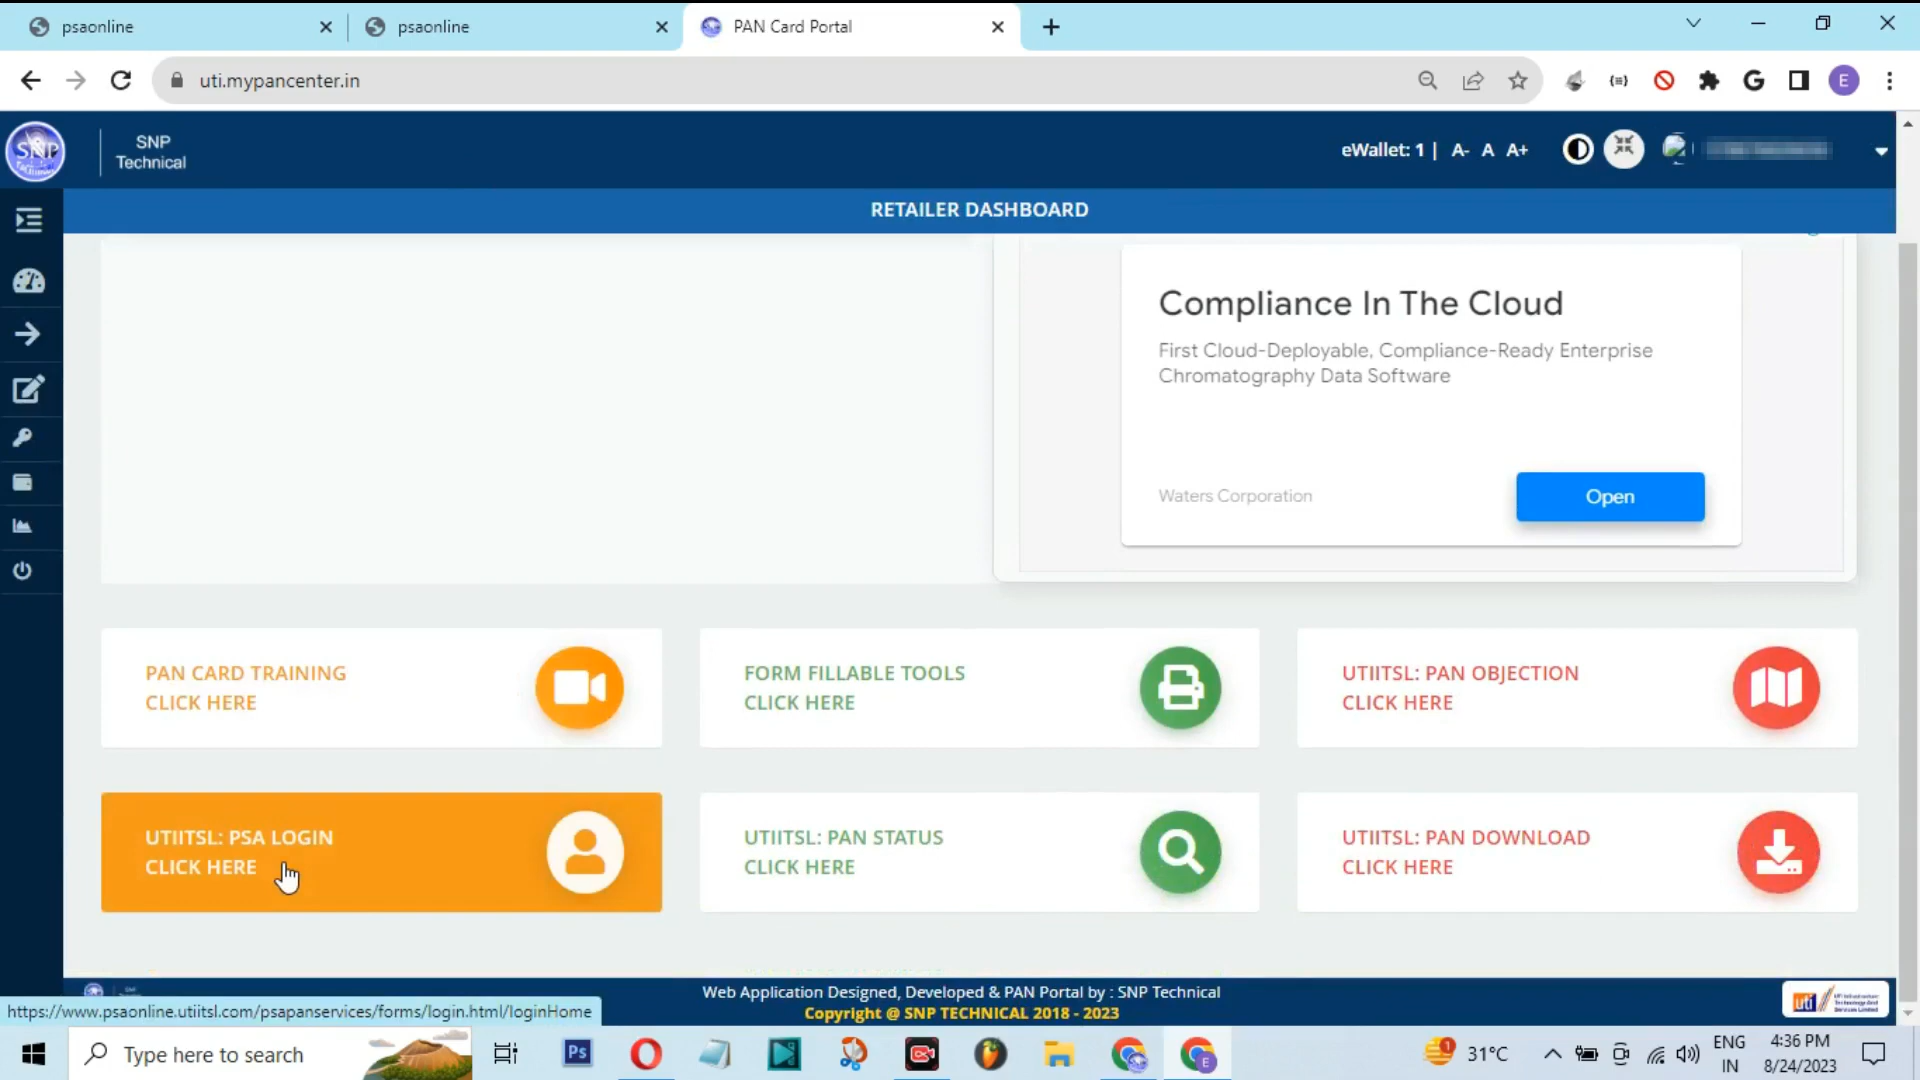 psaonline
psaonline
PAN Card Portal
uti.mypancenter.in
E
SNP
SNP
Technical
eWallet: 1 | A- A A+
RETAILER DASHBOARD
Compliance In The Cloud
First Cloud-Deployable, Compliance-Ready Enterprise
Chromatography Data Software
Waters Corporation
Open
PAN CARD TRAINING
CLICK HERE
FORM FILLABLE TOOLS
CLICK HERE
UTIITSL: PAN OBJECTION
CLICK HERE
UTIITSL: PSA LOGIN
CLICK HERE
UTIITSL: PAN STATUS
CLICK HERE
UTIITSL: PAN DOWNLOAD
CLICK HERE
Web Application Designed, Developed & PAN Portal by : SNP Technical
Copyright @ SNP TECHNICAL 2018 - 2023
uti
https://www.psaonline.utiitsl.com/psapanservices/forms/login.html/loginHome
Type here to search
Ps
E
1
31°C
ENG
IN
4:36 PM
8/24/2023